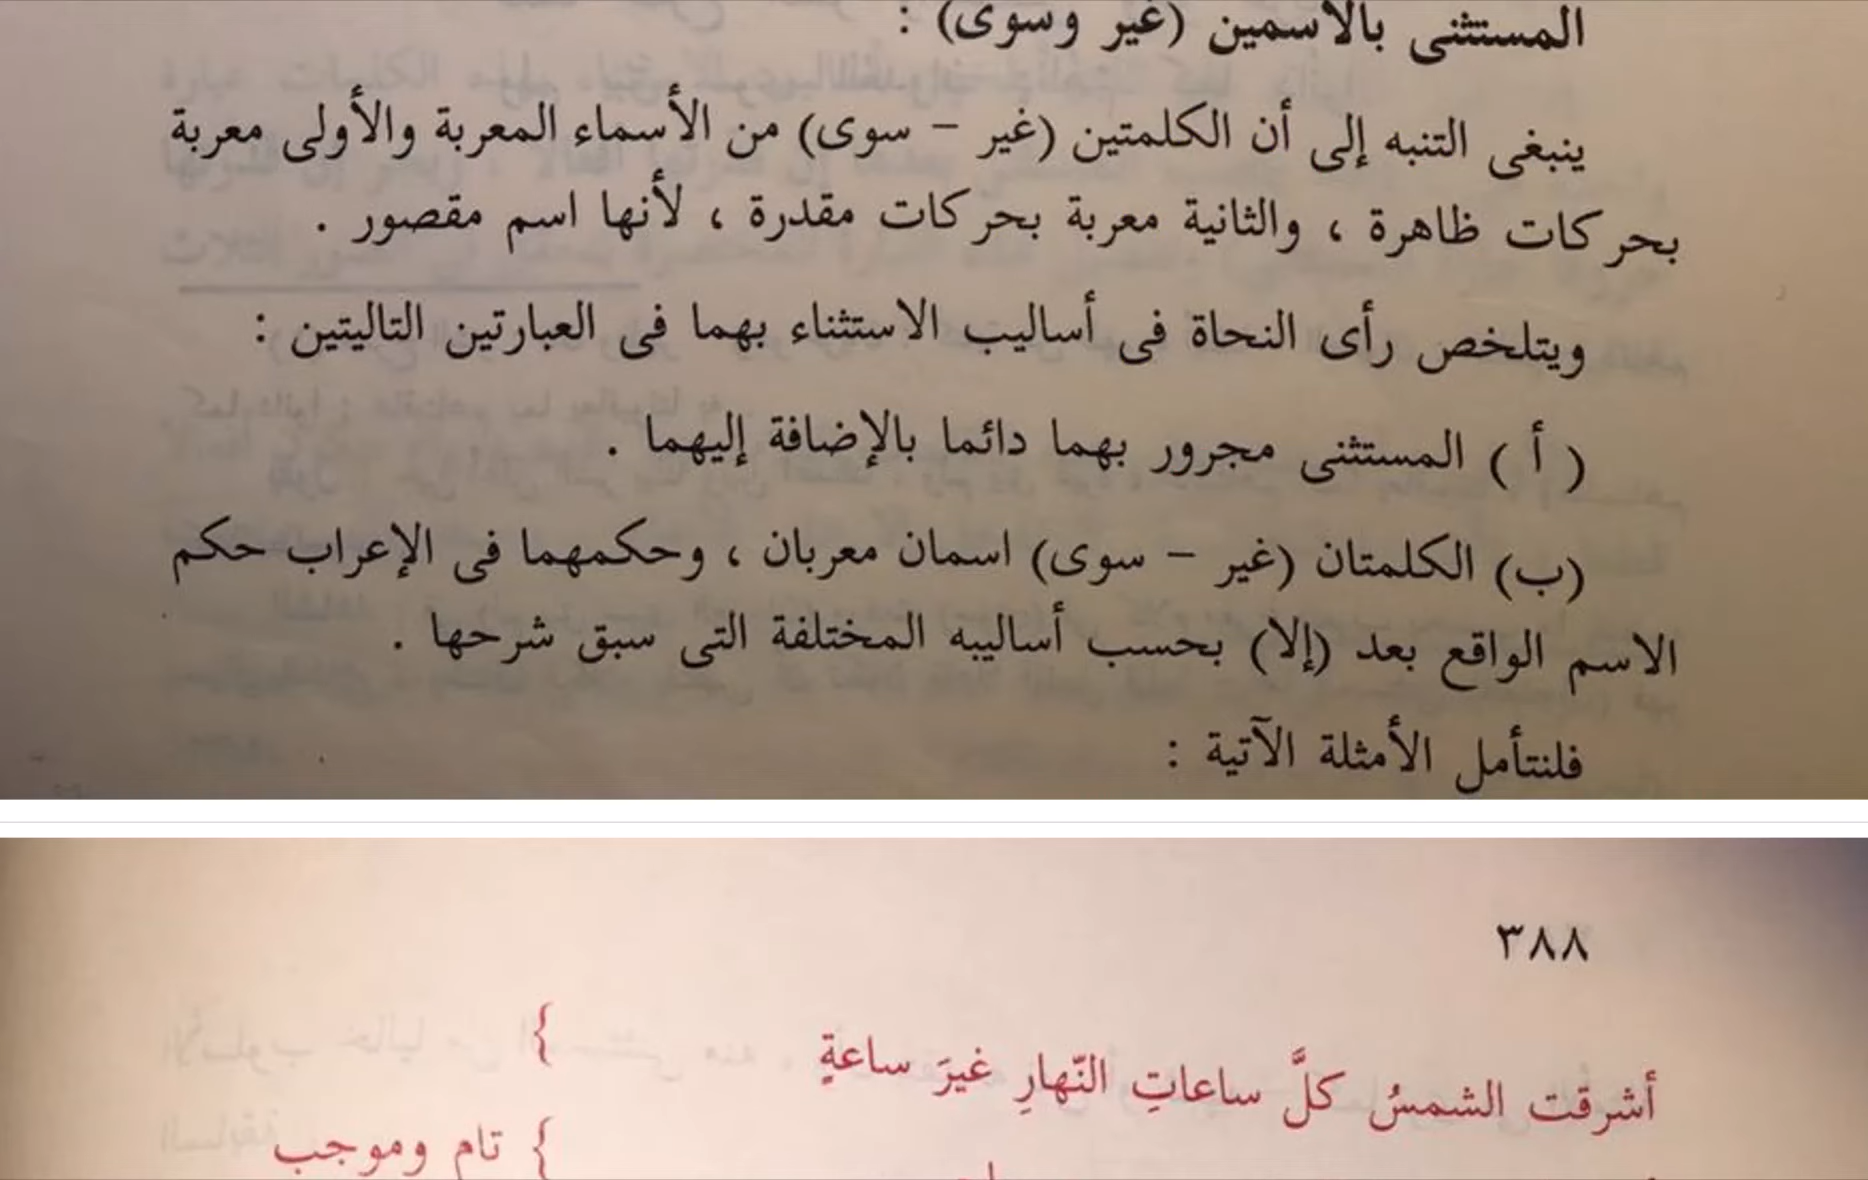 المستثنى بالاسمين (غير وسوى) :
ينبغى التنبه إلى أن الكلمتين (غير – سوى) من الأسماء المعربة والأولى معربة
بحركات ظاهرة ، والثانية معربة بحركات مقدرة ، لأنها اسم مقصور .
ويتلخص رأى النحاة فى أساليب الاستثناء بهما فى العبارتين التاليتين :
( أ ) المستثنى مجرور بهما دائما بالإضافة إليهما .
(ب) الكلمتان (غير – سوى) اسمان معربان ، وحكمهما فى الإعراب حكم
الاسم الواقع بعد (إلا) بحسب أساليبه المختلفة التى سبق شرحها .
فلنتأمل الأمثلة الآتية :
٣٨٨
أشرقت الشمسُ كلَّ ساعاتِ النّهارِ غيرَ ساعةٍ }
} تام وموجب